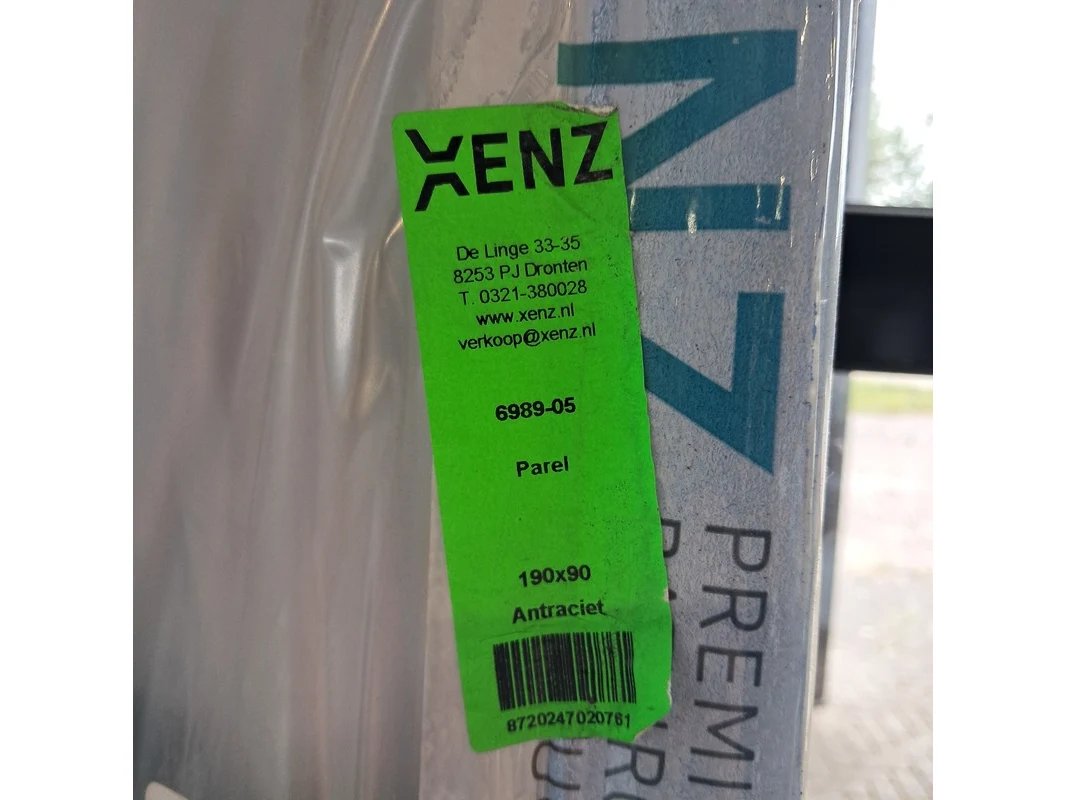 XENZ
De Linge 33-35
8253 PJ Dronten
T. 0321-380028
www.xenz.nl
verkoop@xenz.nl
6989-05
Parel
190x90
Antraciet
8720247020761
NZ
PREMI